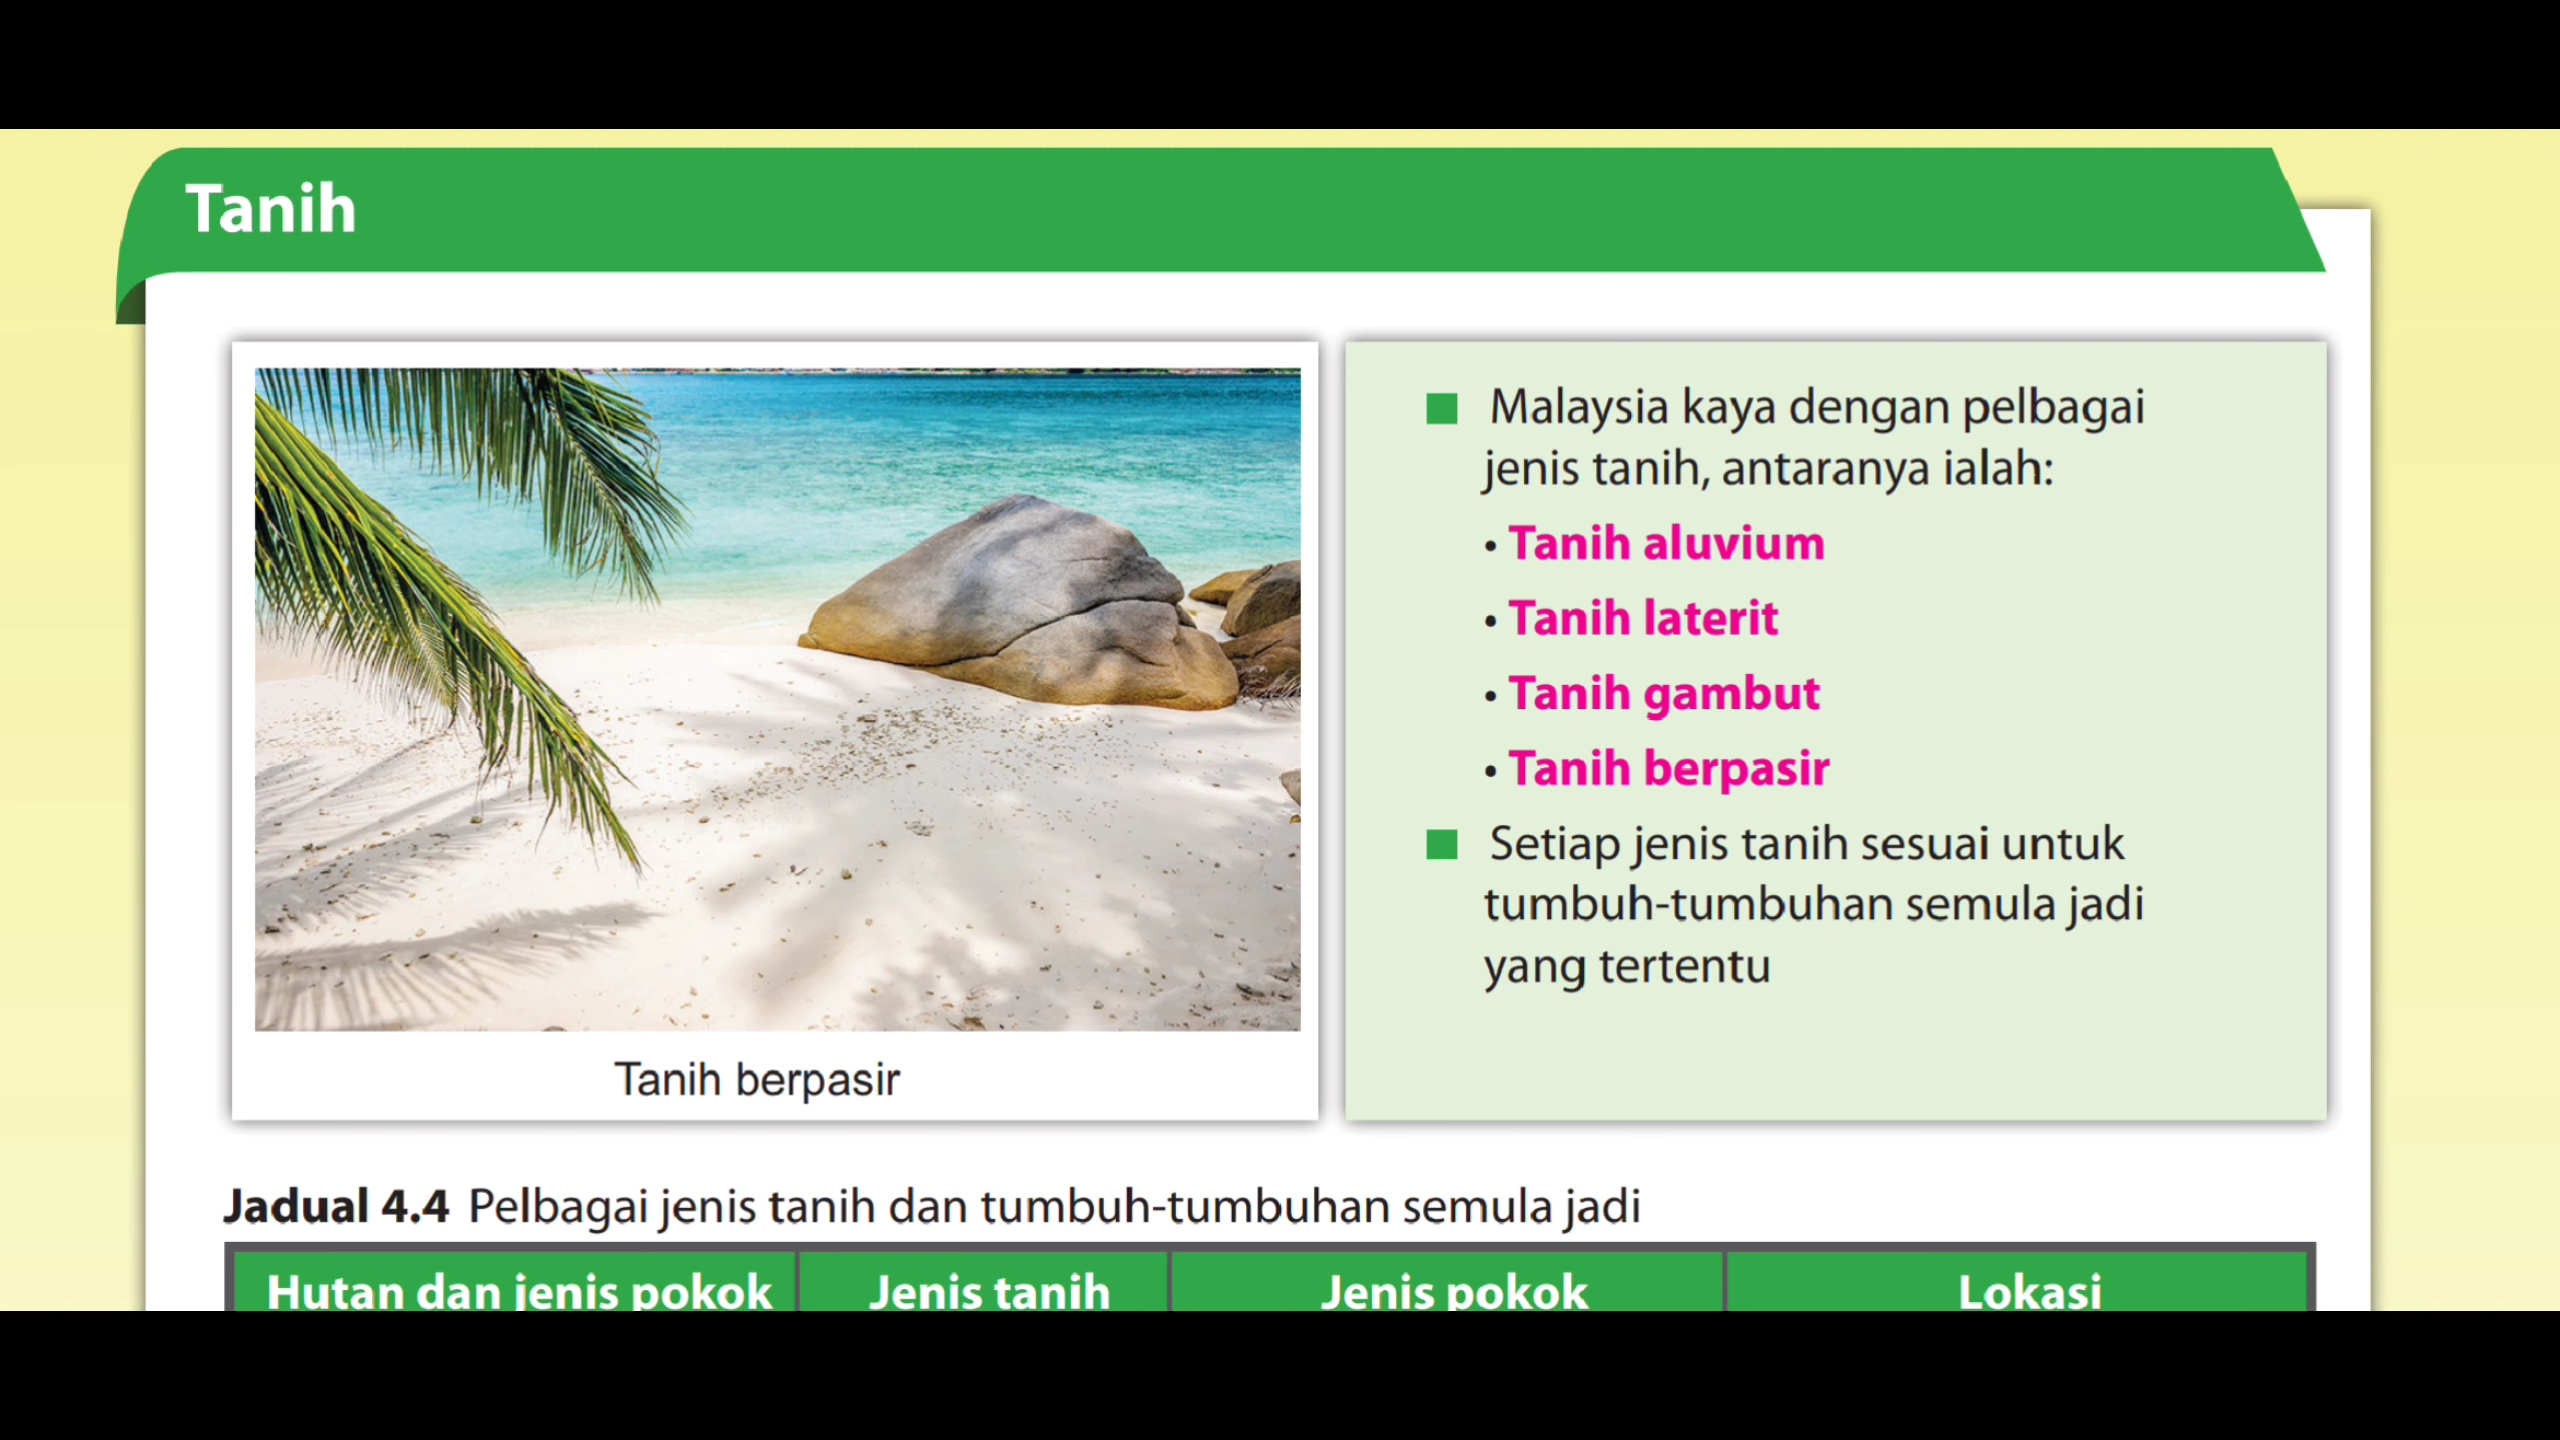 Tanih
Tanih berpasir
Malaysia kaya dengan pelbagai
jenis tanih, antaranya ialah:
• Tanih aluvium
• Tanih laterit
• Tanih gambut
• Tanih berpasir
Setiap jenis tanih sesuai untuk
tumbuh-tumbuhan semula jadi
yang tertentu
Jadual 4.4 Pelbagai jenis tanih dan tumbuh-tumbuhan semula jadi
Hutan dan jenis pokok Jenis tanih Jenis pokok Lokasi